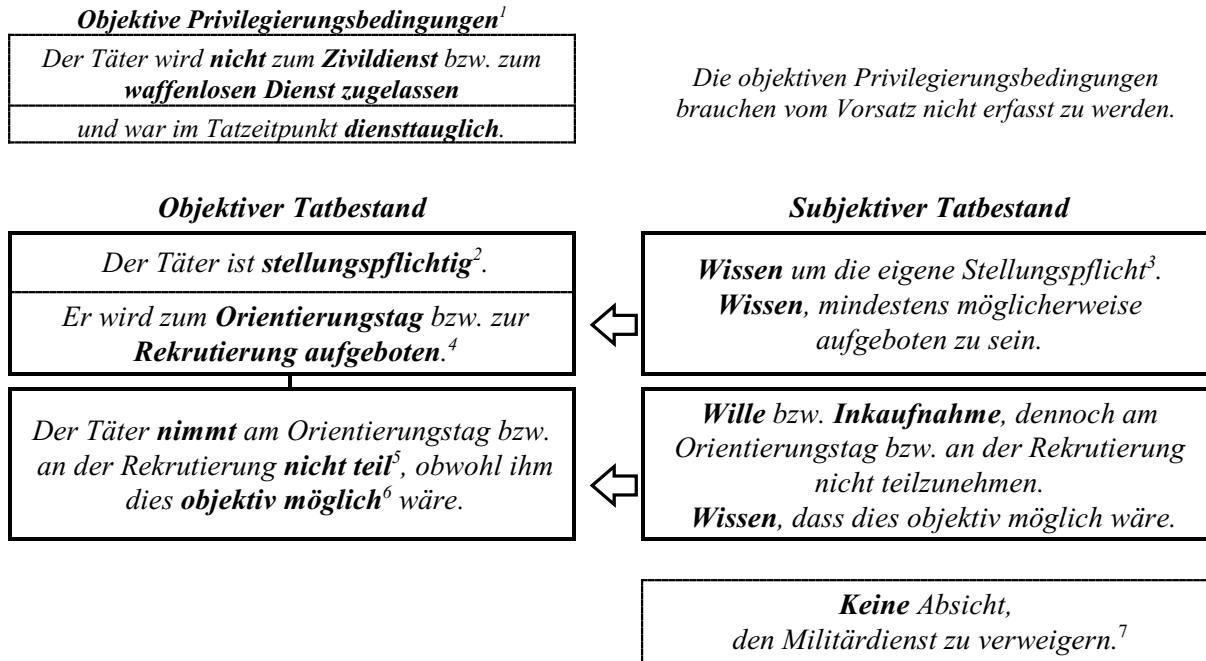 Objektive Privilegierungsbedingungen¹
Der Täter wird nicht zum Zivildienst bzw. zum
waffenlosen Dienst zugelassen
und war im Tatzeitpunkt diensttauglich.
Die objektiven Privilegierungsbedingungen
brauchen vom Vorsatz nicht erfasst zu werden.
Objektiver Tatbestand
Der Täter ist stellungspflichtig².
Er wird zum Orientierungstag bzw. zur
Rekrutierung aufgeboten.⁴
Der Täter nimmt am Orientierungstag bzw.
an der Rekrutierung nicht teil⁵, obwohl ihm
dies objektiv möglich⁶ wäre.
Subjektiver Tatbestand
Wissen um die eigene Stellungspflicht³.
Wissen, mindestens möglicherweise
aufgeboten zu sein.
Wille bzw. Inkaufnahme, dennoch am
Orientierungstag bzw. an der Rekrutierung
nicht teilzunehmen.
Wissen, dass dies objektiv möglich wäre.
Keine Absicht,
den Militärdienst zu verweigern.⁷